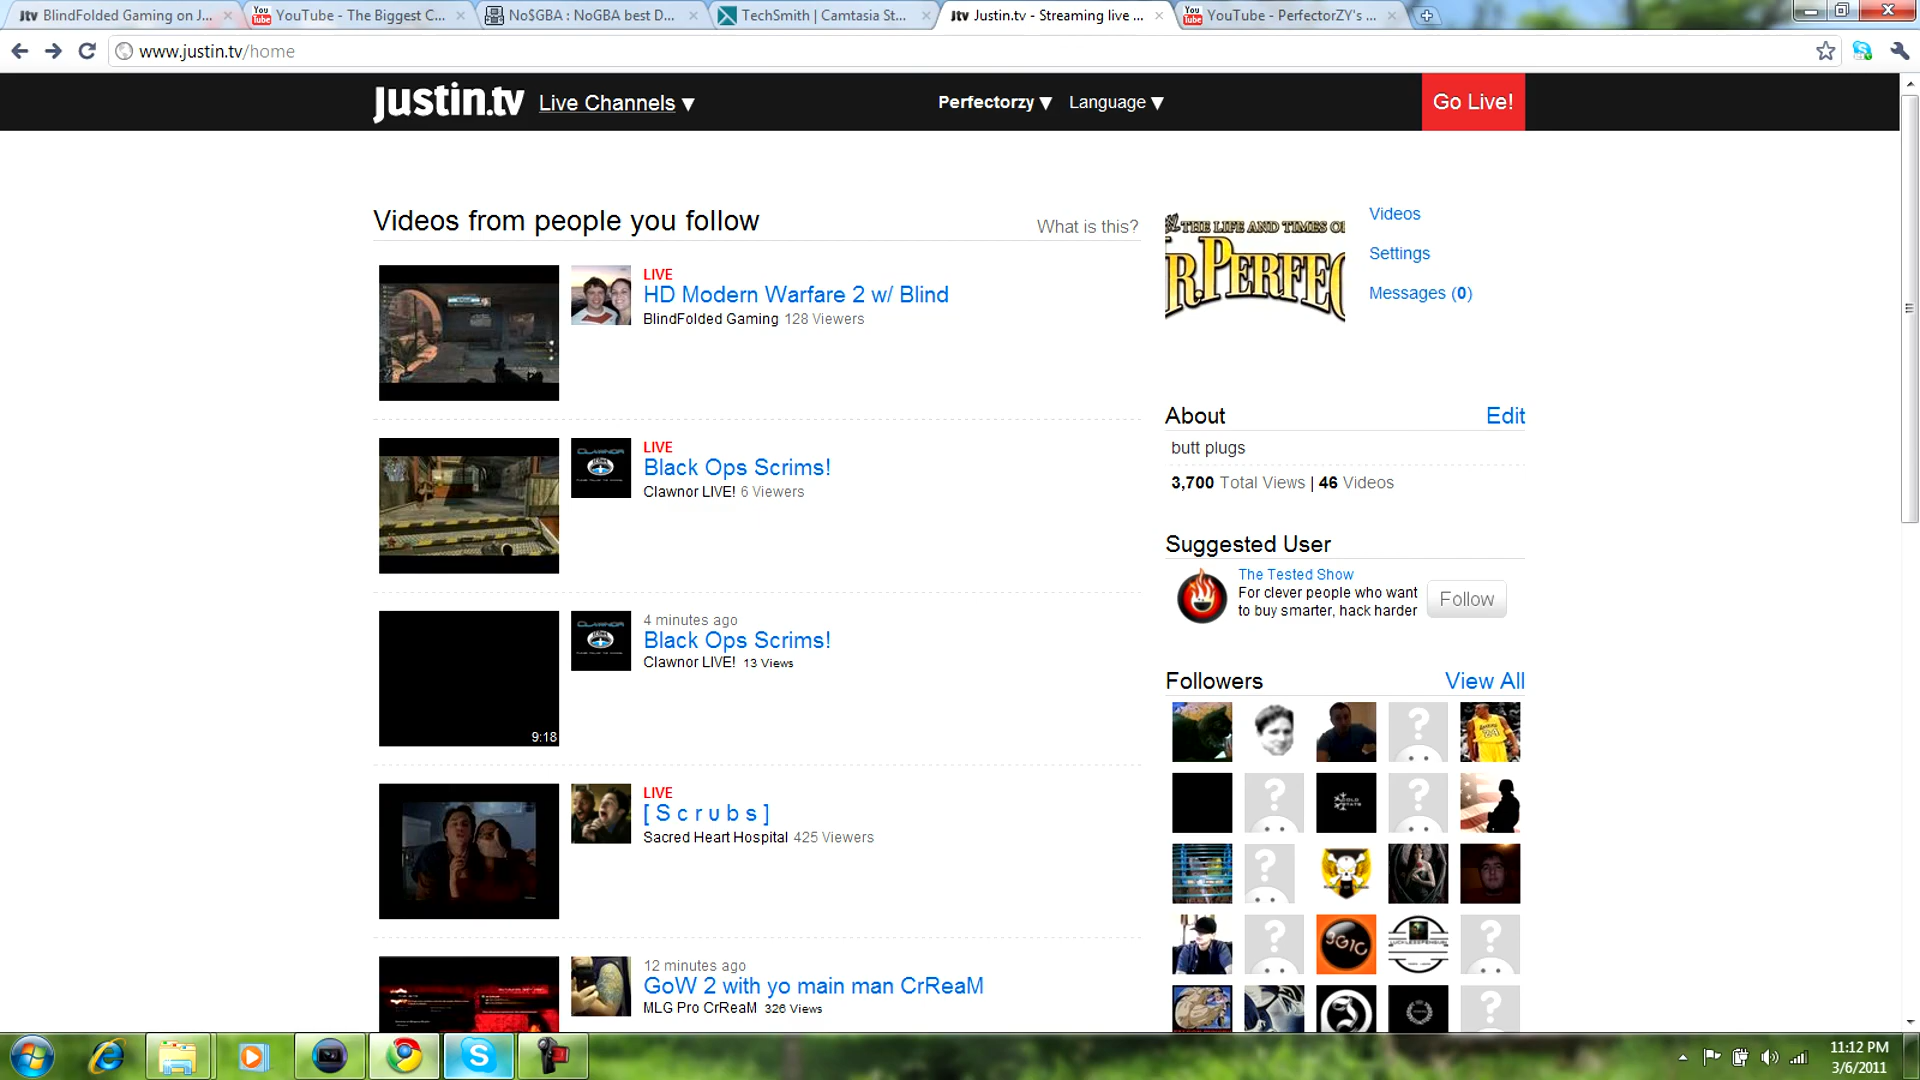 BlindFolded Gaming on J...
YouTube - The Biggest C...
No$GBA : NoGBA best D...
TechSmith | Camtasia St...
Jtv Justin.tv - Streaming live ...
YouTube - PerfectorZY's ...
www.justin.tv/home
Justin.tv
Live Channels ▼
Perfectorzy ▼
Language ▼
Go Live!
Videos from people you follow
What is this?
LIVE
HD Modern Warfare 2 w/ Blind
BlindFolded Gaming 128 Viewers
LIVE
Black Ops Scrims!
Clawnor LIVE! 6 Viewers
4 minutes ago
Black Ops Scrims!
Clawnor LIVE! 13 Views
9:18
LIVE
[ S c r u b s ]
Sacred Heart Hospital 425 Viewers
12 minutes ago
GoW 2 with yo main man CrReaM
MLG Pro CrReaM 326 Views
THE LIFE AND TIMES O
R.PERFEC
Videos
Settings
Messages (0)
About
Edit
butt plugs
3,700 Total Views | 46 Videos
Suggested User
The Tested Show
For clever people who want
to buy smarter, hack harder
Follow
Followers
View All
24
3G1C
11:12 PM
3/6/2011